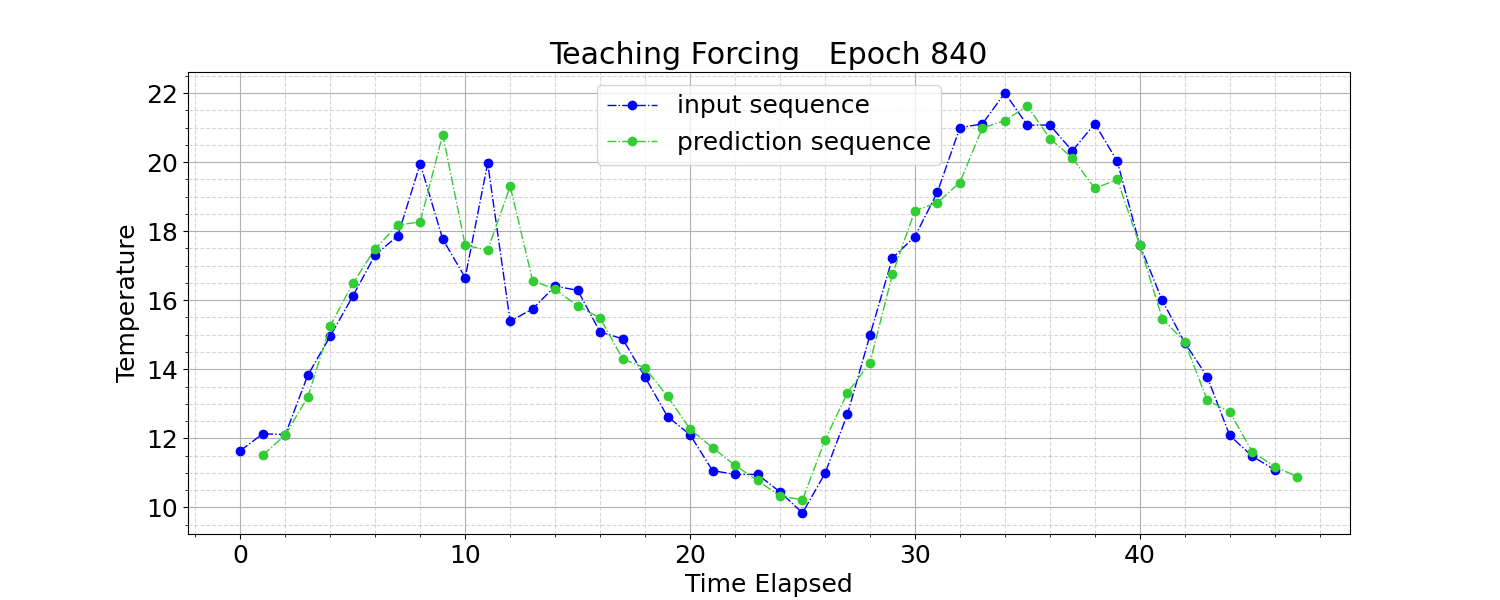 Teaching Forcing   Epoch 840
input sequence
prediction sequence
Temperature
22
20
18
16
14
12
10
0 10 20 30 40
Time Elapsed